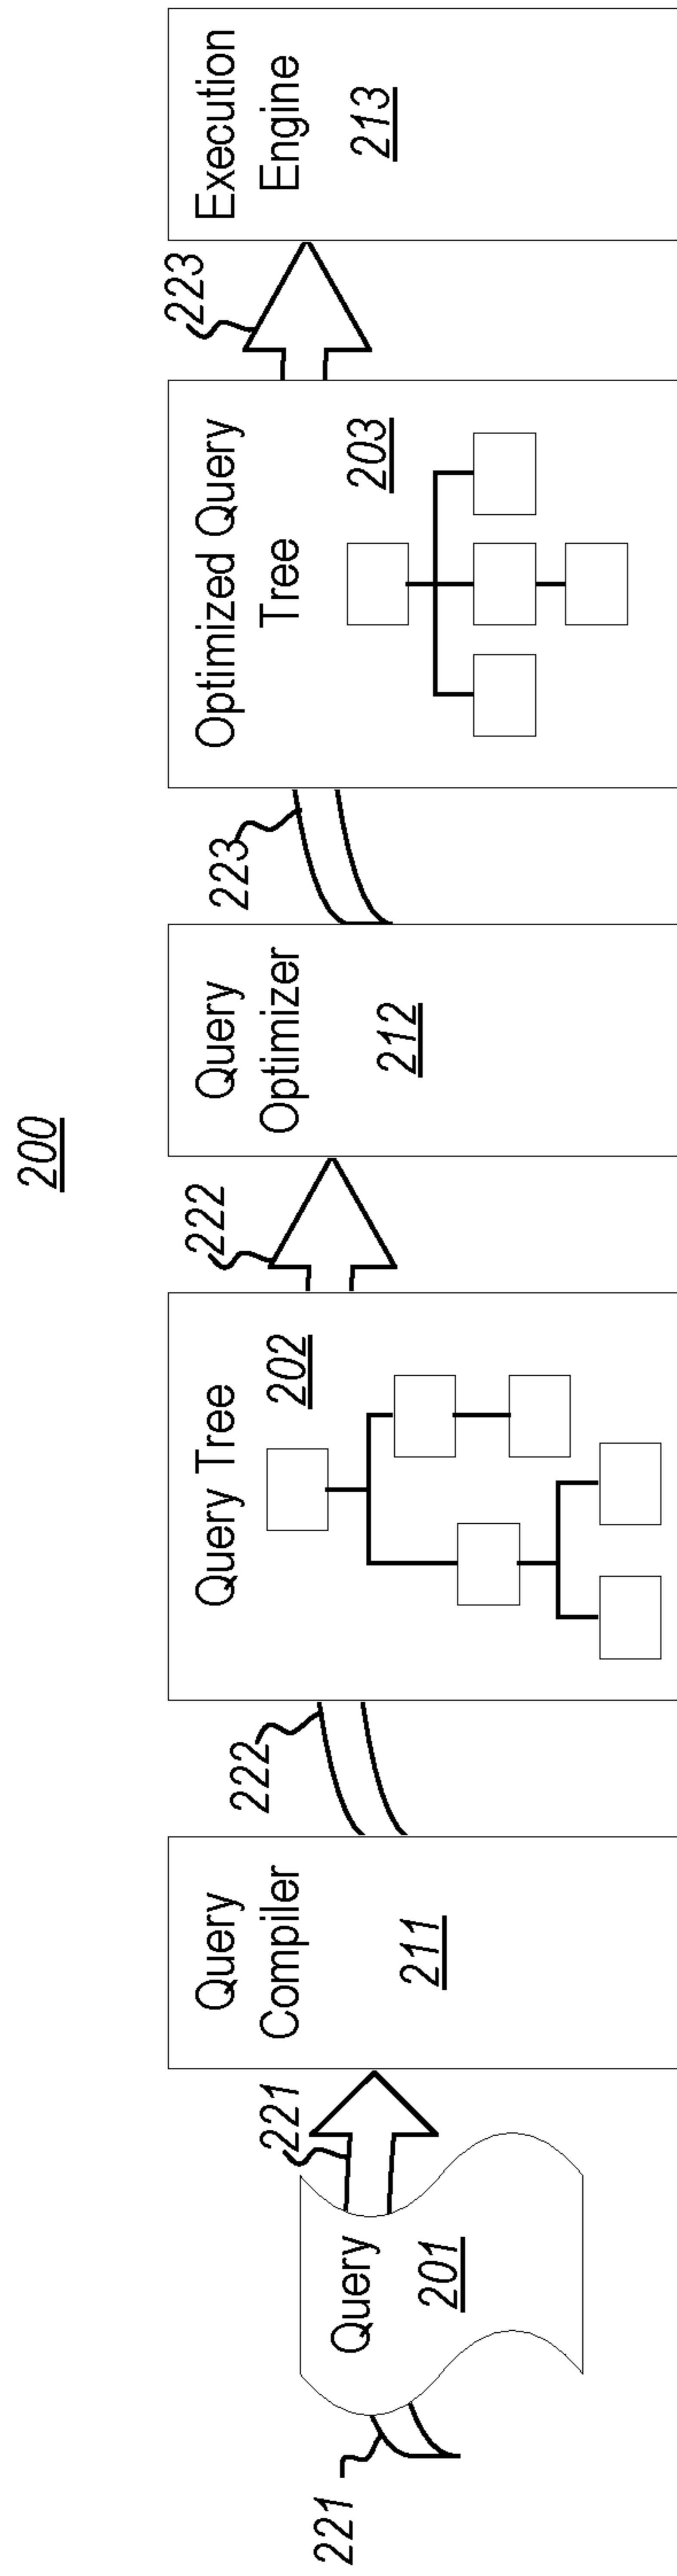 200
221
Query
201
221
Query
Compiler
211
222
Query Tree
202
222
Query
Optimizer
212
223
Optimized Query
Tree
203
223
Execution
Engine
213